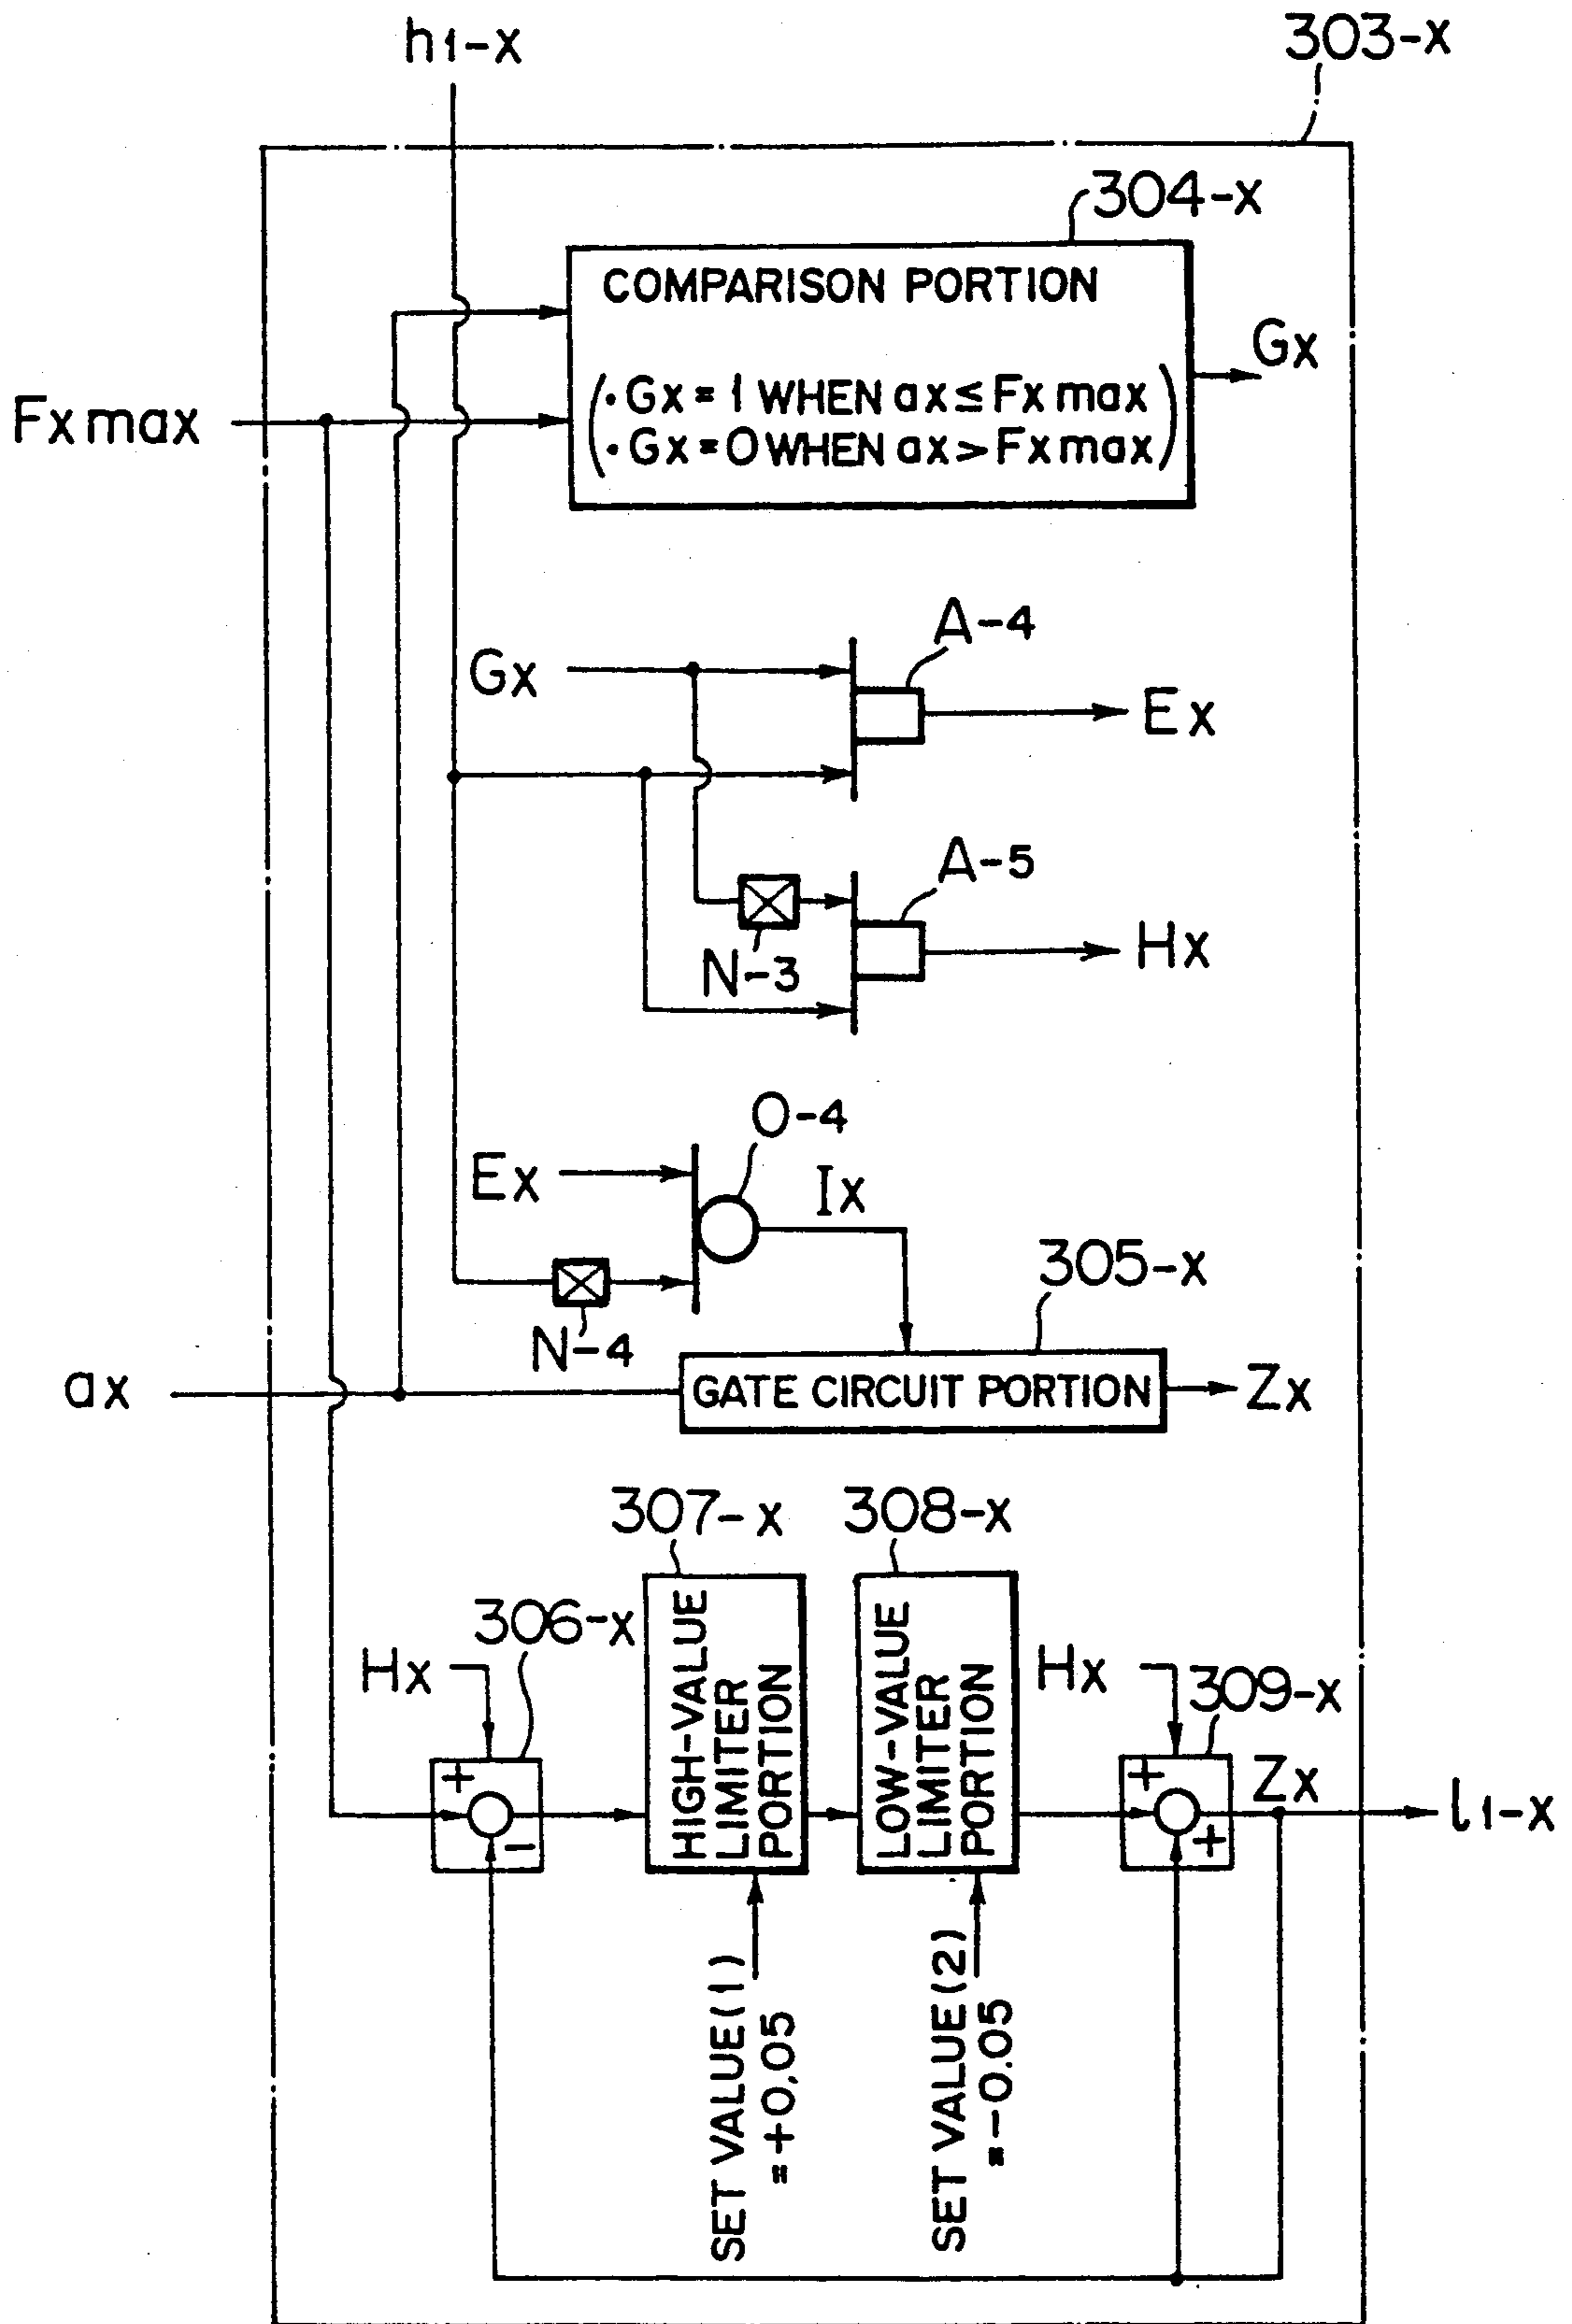 h1-x
303-x
304-x
COMPARISON PORTION
Gx
Fx max
· Gx = 1 WHEN ax ≤ Fx max
· Gx = 0 WHEN ax > Fx max
A-4
Gx
Ex
A-5
N-3
Hx
O-4
Ex
Ix
305-x
N-4
ax
GATE CIRCUIT PORTION
Zx
307-x
308-x
306-x
Hx
HIGH-VALUE
LIMITER
PORTION
LOW-VALUE
LIMITER
PORTION
Hx
309-x
+
−
+
+
Zx
l1-x
SET VALUE(1)
=+0,05
SET VALUE(2)
=−0.05